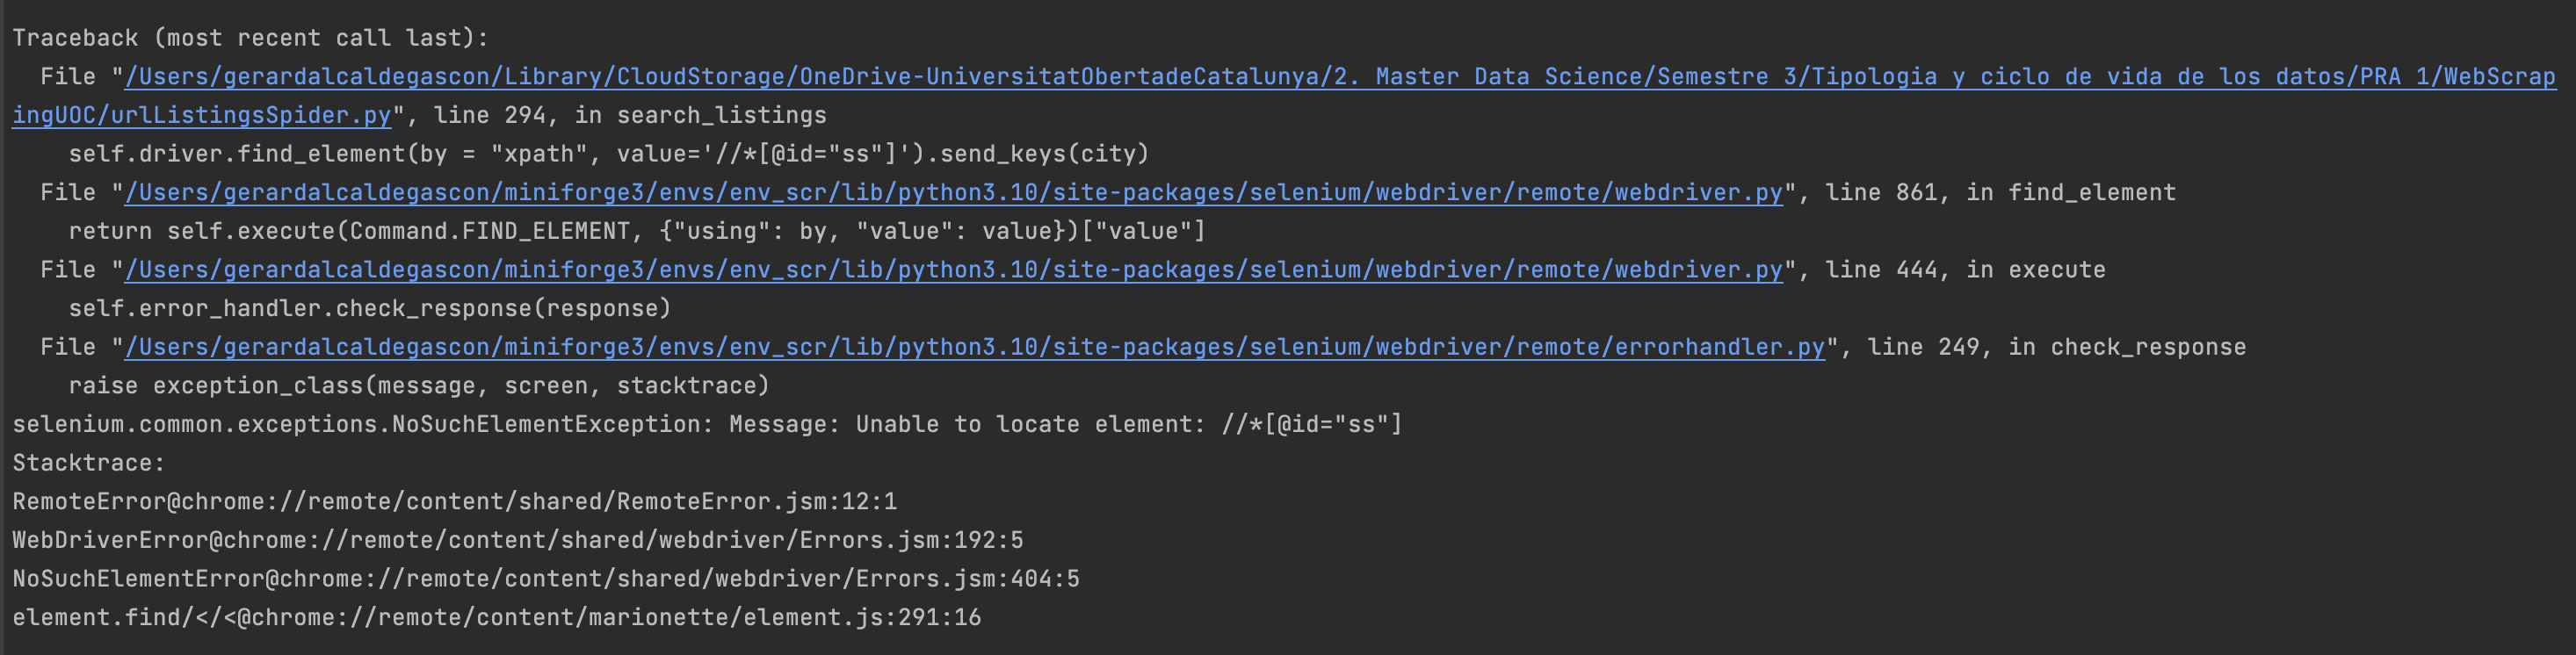 Traceback (most recent call last):
  File "/Users/gerardalcaldegascon/Library/CloudStorage/OneDrive-UniversitatObertadeCatalunya/2. Master Data Science/Semestre 3/Tipologia y ciclo de vida de los datos/PRA 1/WebScrap
ingUOC/urlListingsSpider.py", line 294, in search_listings
    self.driver.find_element(by = "xpath", value='//*[@id="ss"]').send_keys(city)
  File "/Users/gerardalcaldegascon/miniforge3/envs/env_scr/lib/python3.10/site-packages/selenium/webdriver/remote/webdriver.py", line 861, in find_element
    return self.execute(Command.FIND_ELEMENT, {"using": by, "value": value})["value"]
  File "/Users/gerardalcaldegascon/miniforge3/envs/env_scr/lib/python3.10/site-packages/selenium/webdriver/remote/webdriver.py", line 444, in execute
    self.error_handler.check_response(response)
  File "/Users/gerardalcaldegascon/miniforge3/envs/env_scr/lib/python3.10/site-packages/selenium/webdriver/remote/errorhandler.py", line 249, in check_response
    raise exception_class(message, screen, stacktrace)
selenium.common.exceptions.NoSuchElementException: Message: Unable to locate element: //*[@id="ss"]
Stacktrace:
RemoteError@chrome://remote/content/shared/RemoteError.jsm:12:1
WebDriverError@chrome://remote/content/shared/webdriver/Errors.jsm:192:5
NoSuchElementError@chrome://remote/content/shared/webdriver/Errors.jsm:404:5
element.find/</<@chrome://remote/content/marionette/element.js:291:16